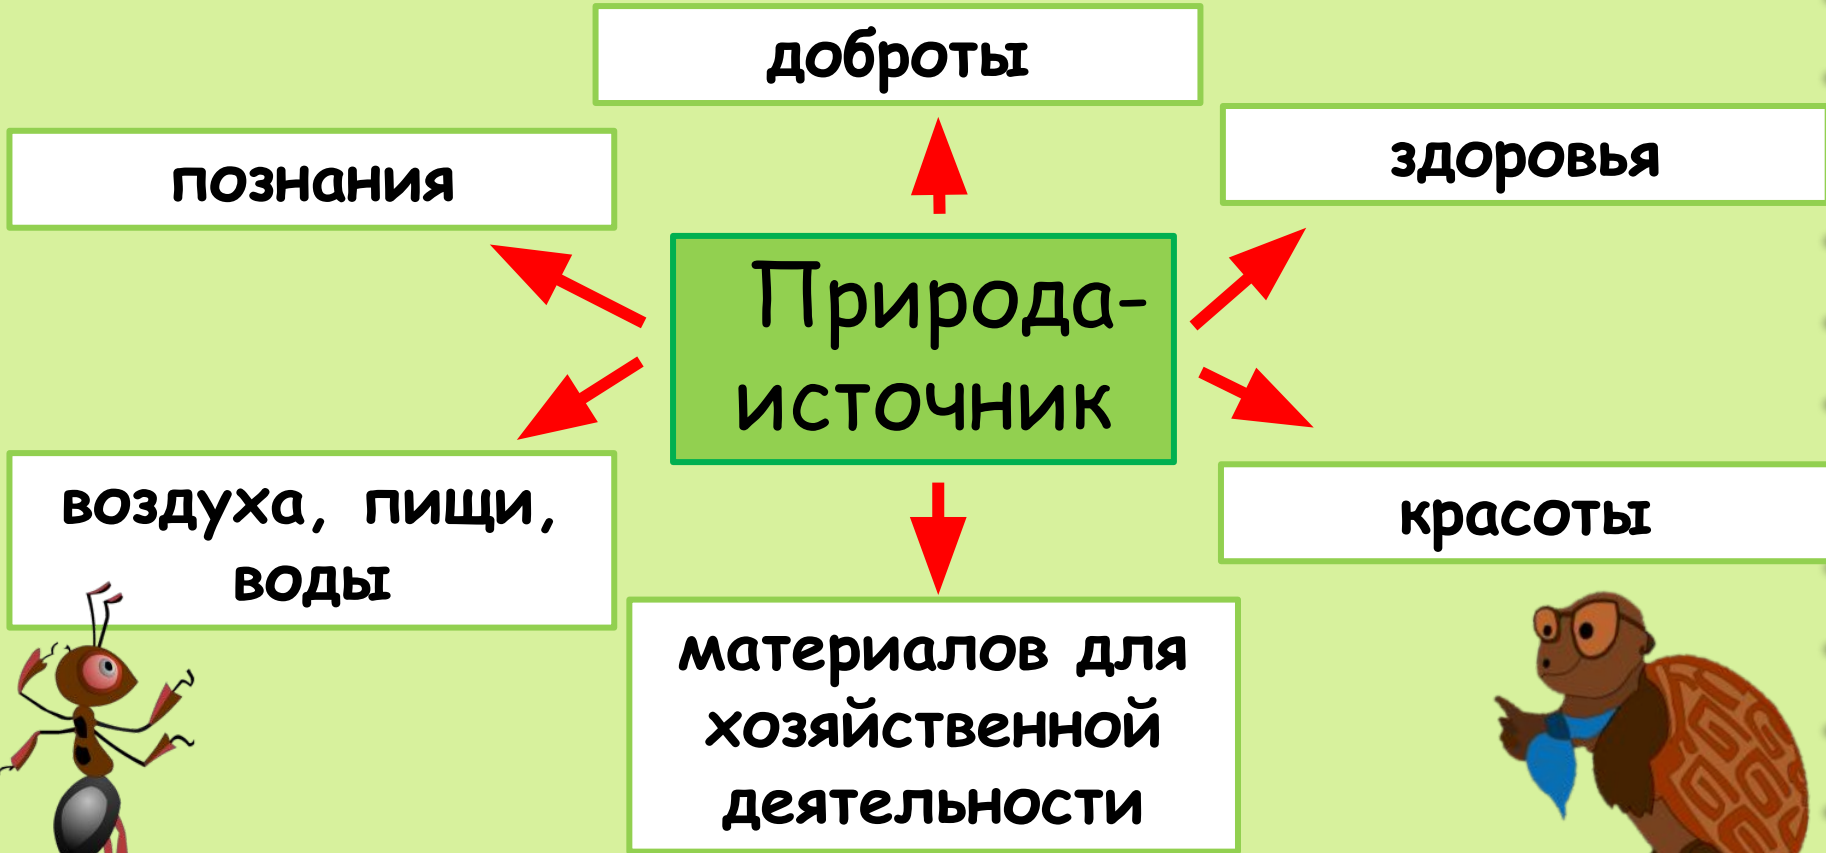 доброты
познания
здоровья
Природа-
источник
воздуха, пищи,
воды
красоты
материалов для
хозяйственной
деятельности